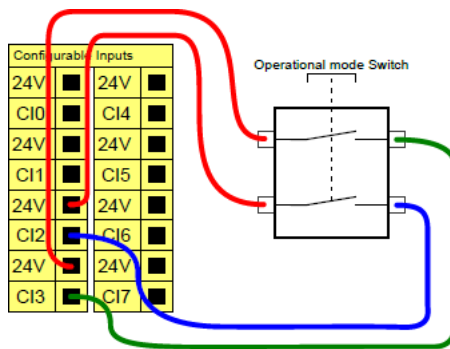 Configurable Inputs
Operational mode Switch
24V 24V
CI0 CI4
24V 24V
CI1 CI5
24V 24V
CI2 CI6
24V 24V
CI3 CI7